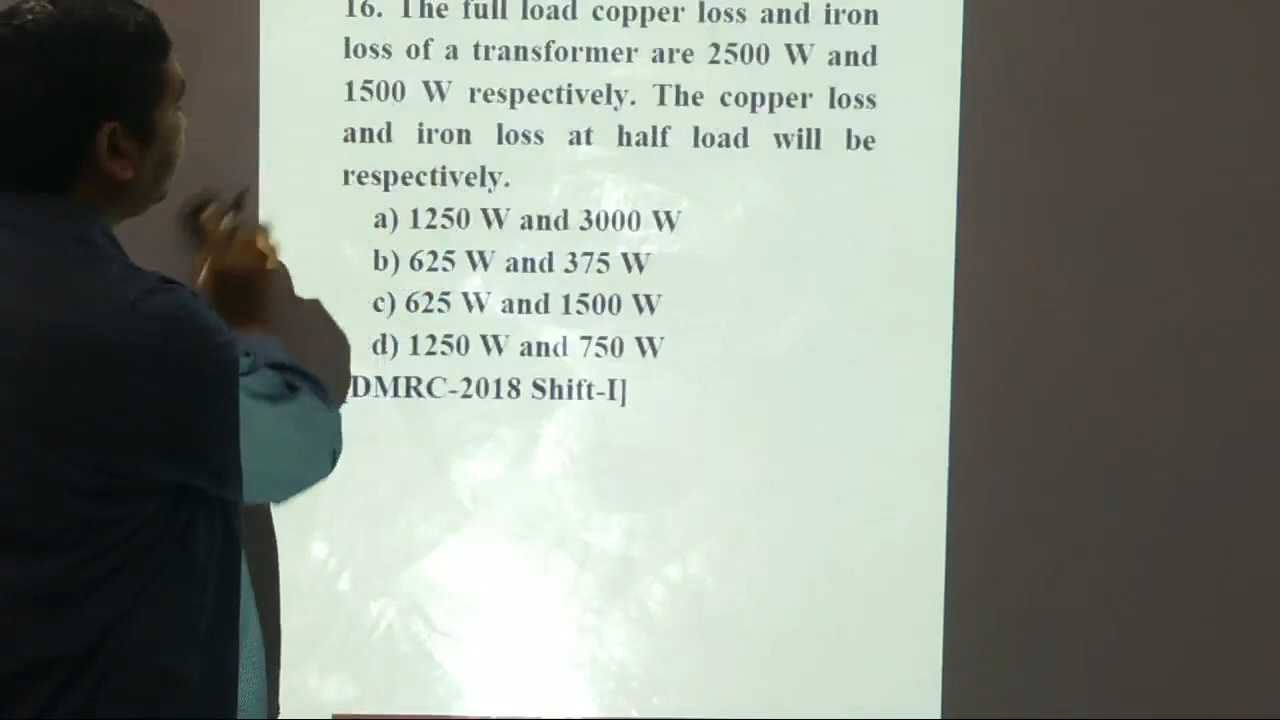 16. The full load copper loss and iron
loss of a transformer are 2500 W and
1500 W respectively. The copper loss
and iron loss at half load will be
respectively.
a) 1250 W and 3000 W
b) 625 W and 375 W
c) 625 W and 1500 W
d) 1250 W and 750 W
DMRC-2018 Shift-I]